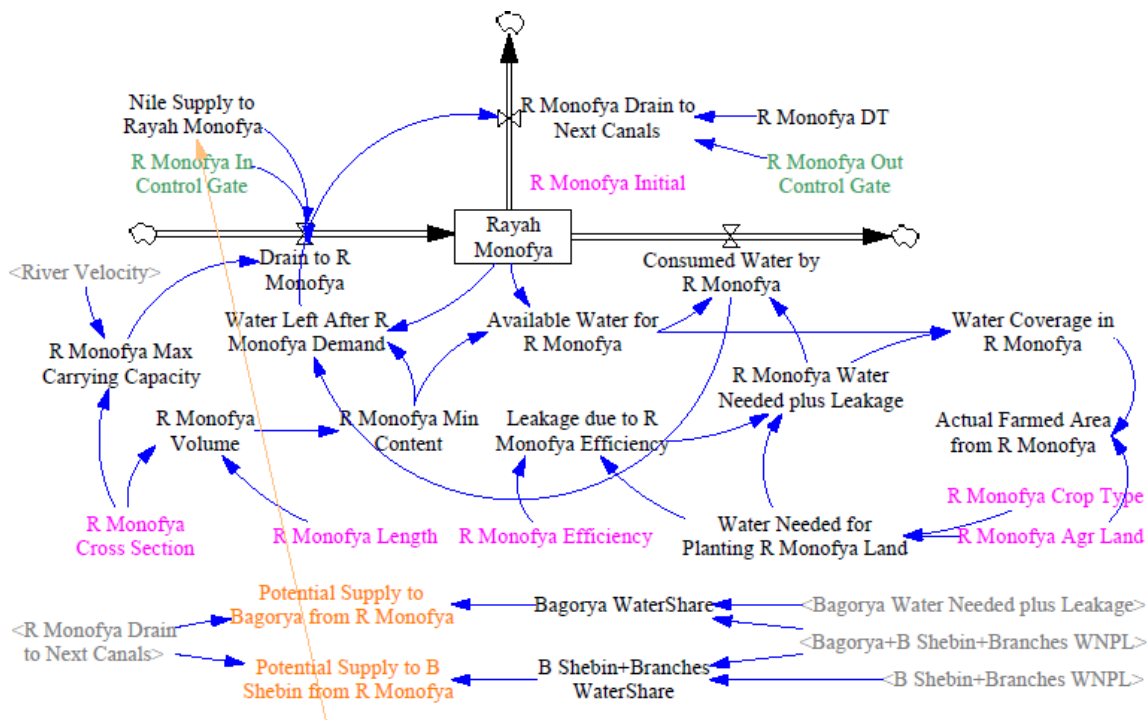 Nile Supply to
Rayah Monofya
R Monofya In
Control Gate
R Monofya Drain to
Next Canals
R Monofya DT
R Monofya Out
Control Gate
R Monofya Initial
Rayah
Monofya
<River Velocity>
Drain to R
Monofya
Consumed Water by
R Monofya
R Monofya Max
Carrying Capacity
Water Left After R
Monofya Demand
Available Water for
R Monofya
Water Coverage in
R Monofya
R Monofya Water
Needed plus Leakage
R Monofya
Volume
R Monofya Min
Content
Leakage due to R
Monofya Efficiency
Actual Farmed Area
from R Monofya
R Monofya
Cross Section
R Monofya Length
R Monofya Efficiency
Water Needed for
Planting R Monofya Land
R Monofya Crop Type
R Monofya Agr Land
Potential Supply to
Bagorya from R Monofya
Bagorya WaterShare
<Bagorya Water Needed plus Leakage>
<R Monofya Drain
to Next Canals>
<Bagorya+B Shebin+Branches WNPL>
Potential Supply to B
Shebin from R Monofya
B Shebin+Branches
WaterShare
<B Shebin+Branches WNPL>